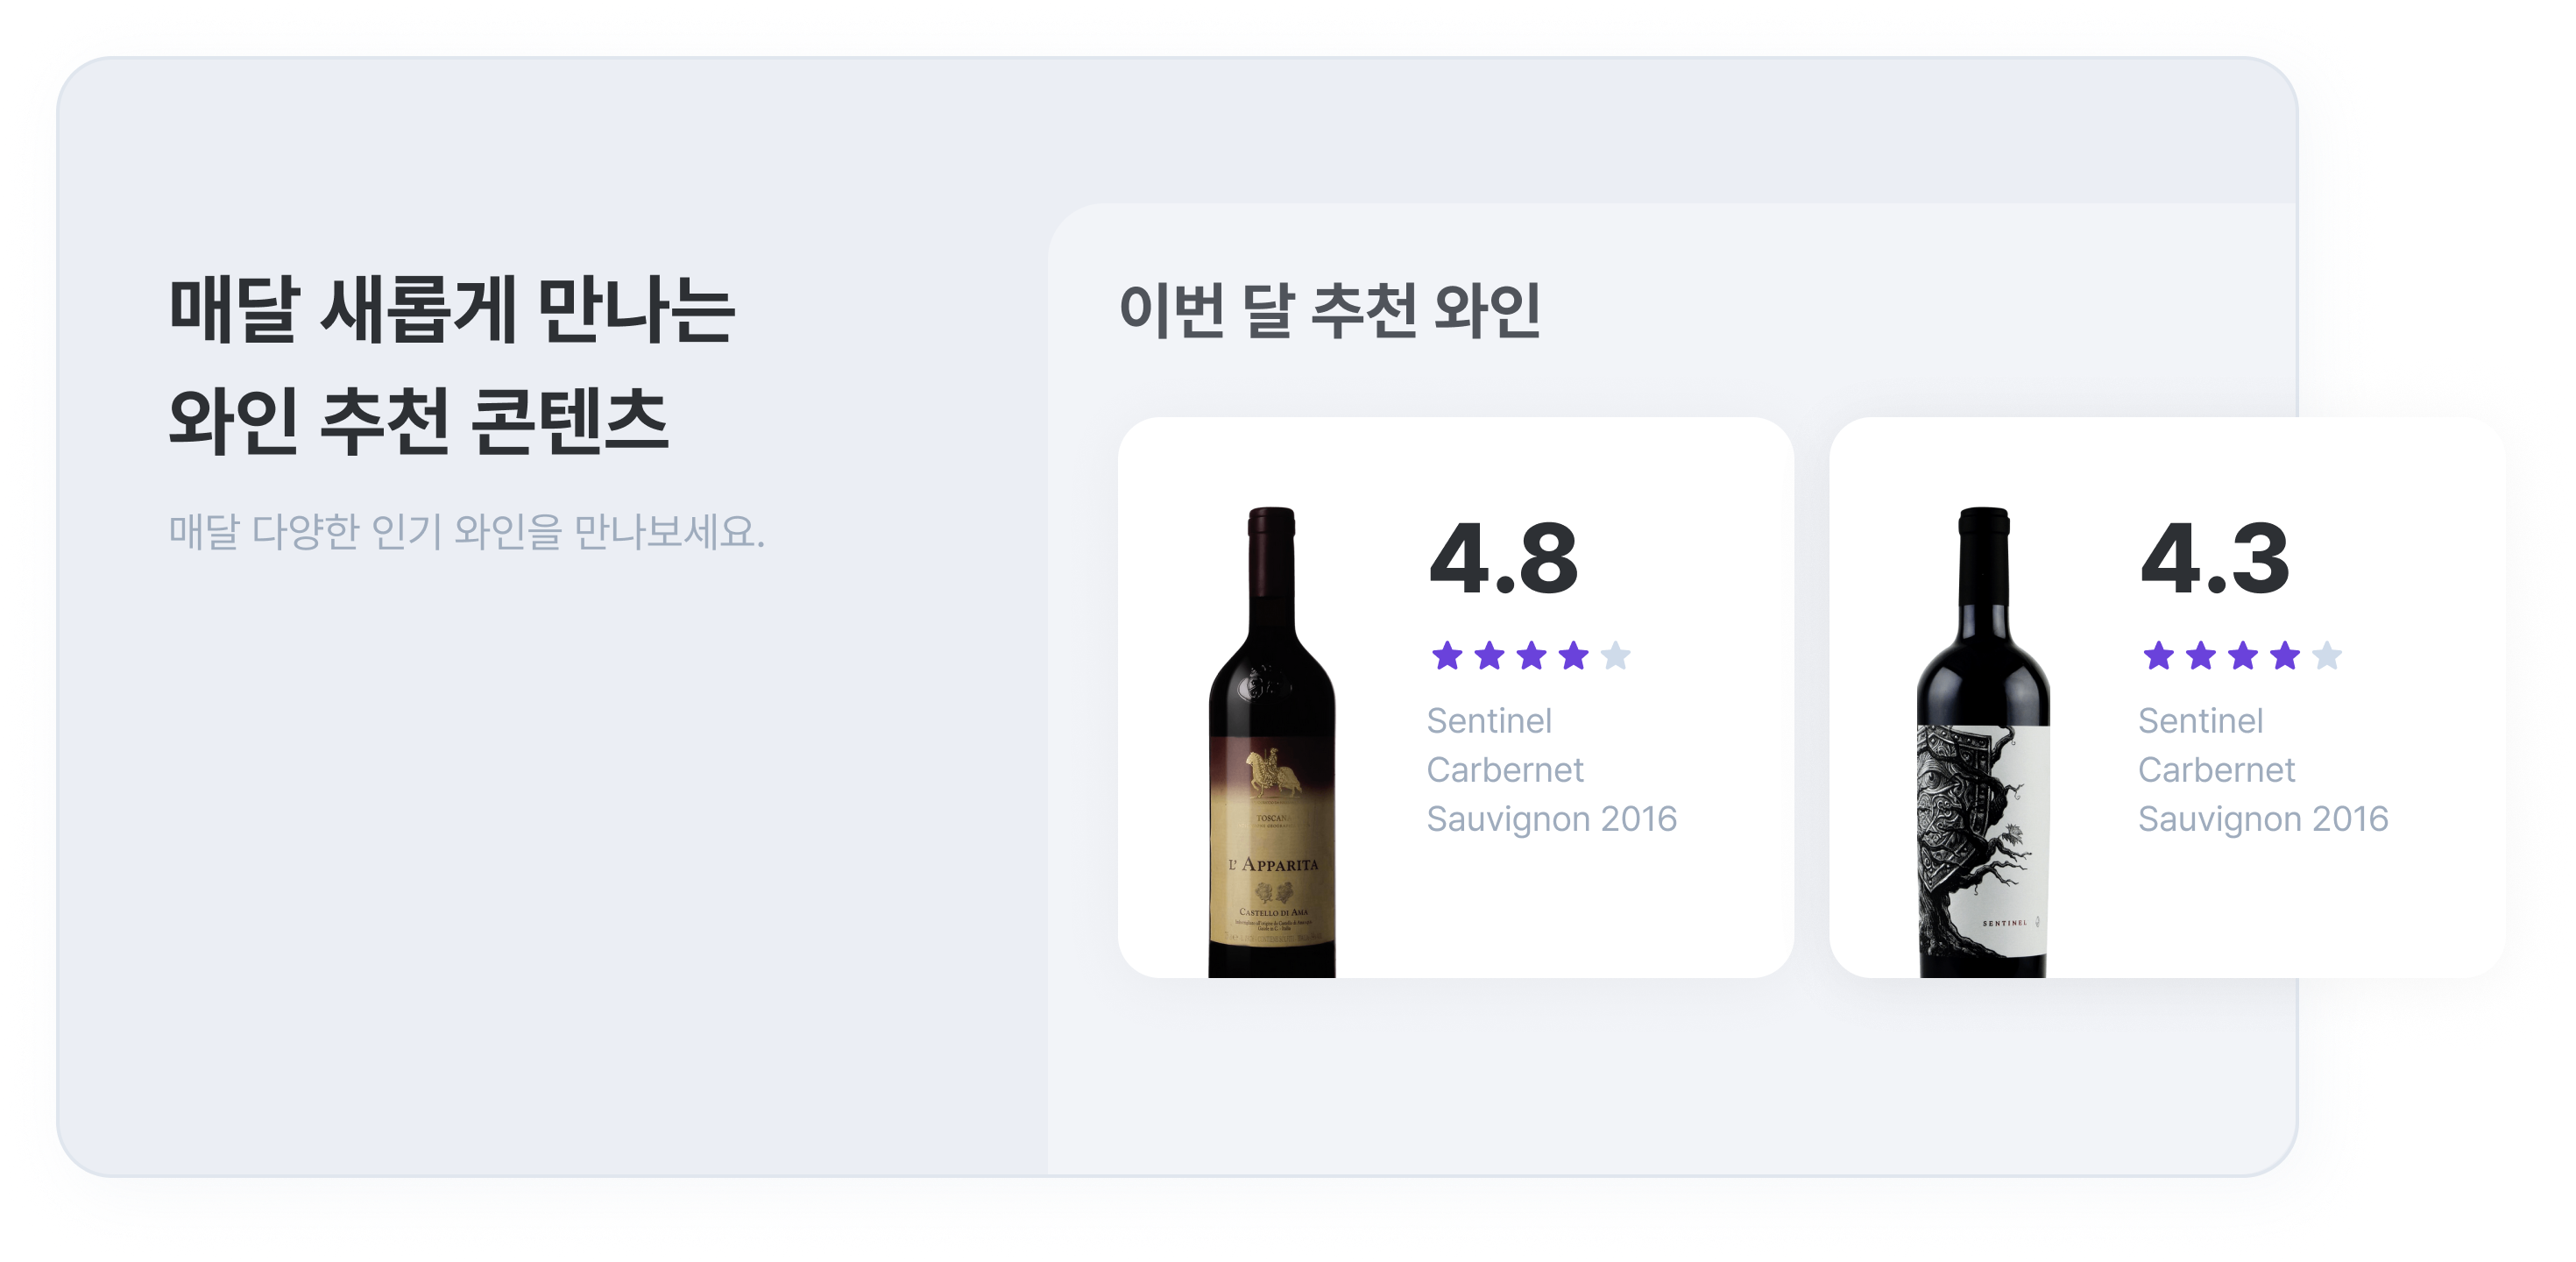 매달 새롭게 만나는
와인 추천 콘텐츠
매달 다양한 인기 와인을 만나보세요.
이번 달 추천 와인
4.8
Sentinel
Carbernet
Sauvignon 2016
TOSCANA
L' APPARITA
CASTELLO DI AMA
4.3
Sentinel
Carbernet
Sauvignon 2016
SENTINEL